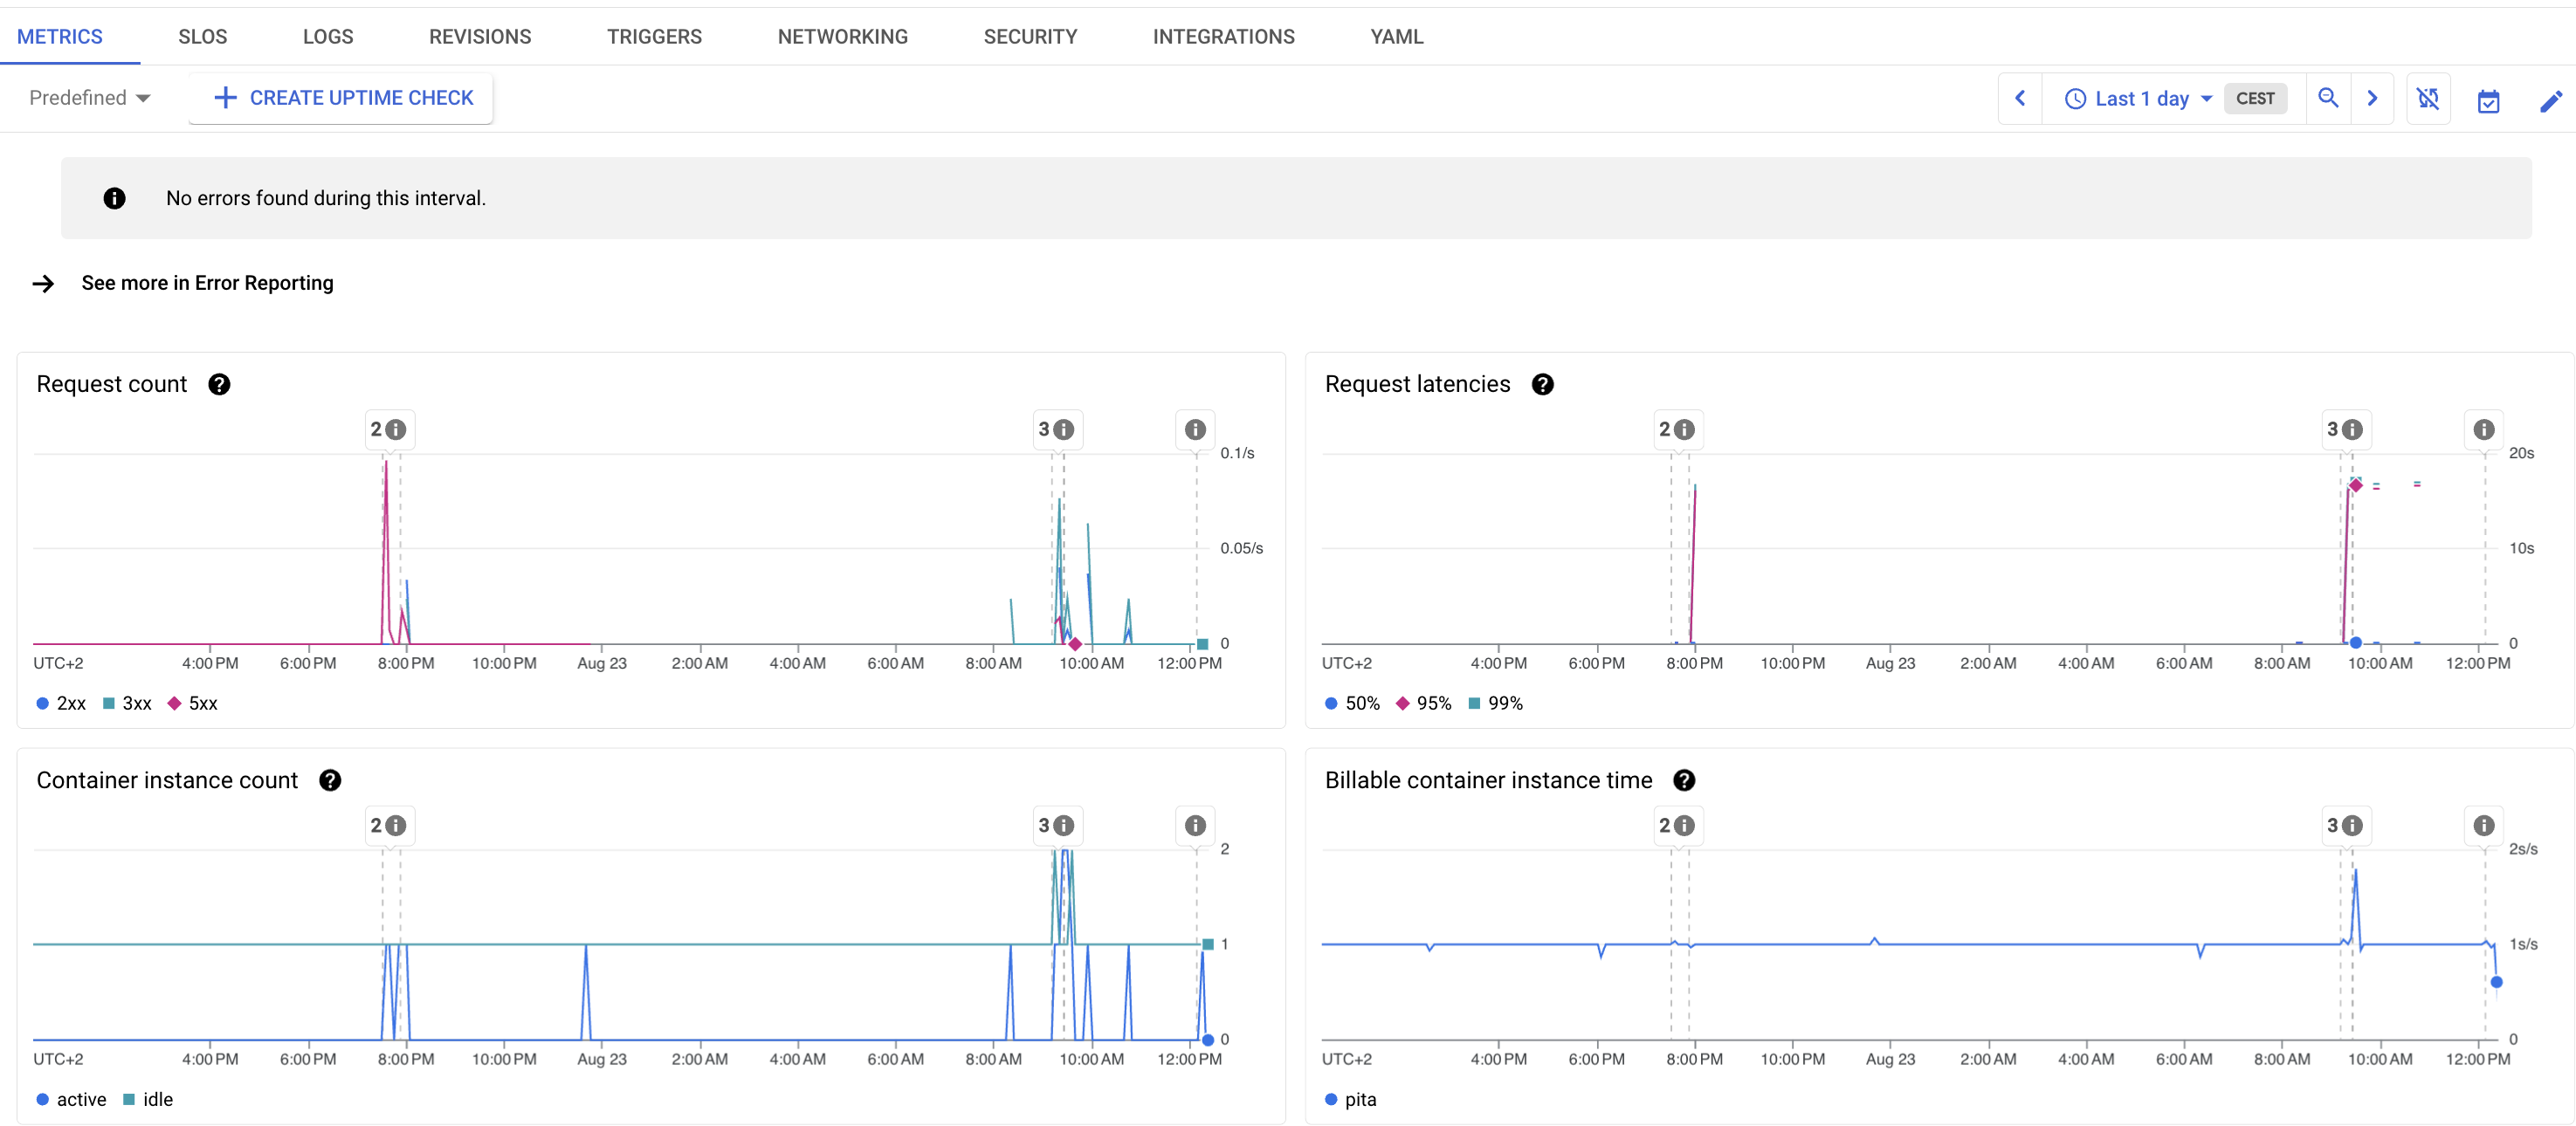 METRICS SLOS LOGS REVISIONS TRIGGERS NETWORKING SECURITY INTEGRATIONS YAML
Predefined CREATE UPTIME CHECK Last 1 day CEST
No errors found during this interval.
See more in Error Reporting
Request count
2 3
0.1/s
0.05/s
0
UTC+2 4:00 PM 6:00 PM 8:00 PM 10:00 PM Aug 23 2:00 AM 4:00 AM 6:00 AM 8:00 AM 10:00 AM 12:00 PM
2xx 3xx 5xx
Request latencies
2 3
20s
10s
0
UTC+2 4:00 PM 6:00 PM 8:00 PM 10:00 PM Aug 23 2:00 AM 4:00 AM 6:00 AM 8:00 AM 10:00 AM 12:00 PM
50% 95% 99%
Container instance count
2 3
2
1
0
UTC+2 4:00 PM 6:00 PM 8:00 PM 10:00 PM Aug 23 2:00 AM 4:00 AM 6:00 AM 8:00 AM 10:00 AM 12:00 PM
active idle
Billable container instance time
2 3
2s/s
1s/s
0
UTC+2 4:00 PM 6:00 PM 8:00 PM 10:00 PM Aug 23 2:00 AM 4:00 AM 6:00 AM 8:00 AM 10:00 AM 12:00 PM
pita